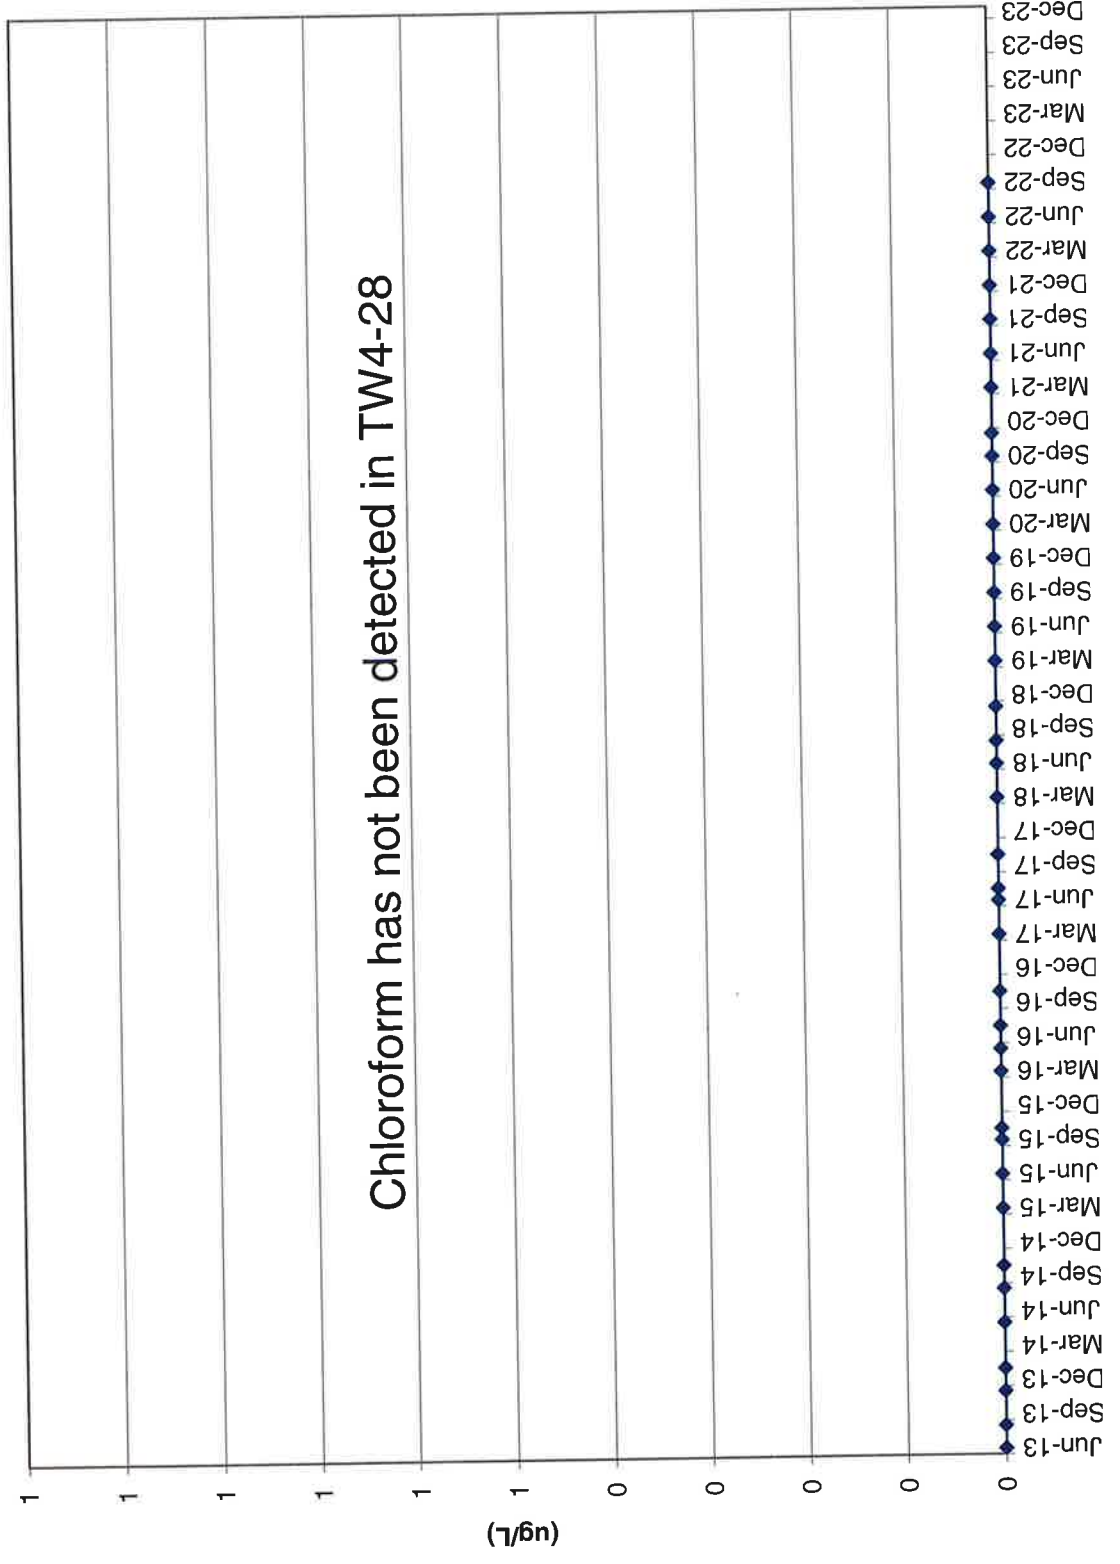 Chloroform has not been detected in TW4-28
(ug/L)
1
1
1
1
1
1
0
0
0
0
0
Jun-13
Sep-13
Dec-13
Mar-14
Jun-14
Sep-14
Dec-14
Mar-15
Jun-15
Sep-15
Dec-15
Mar-16
Jun-16
Sep-16
Dec-16
Mar-17
Jun-17
Sep-17
Dec-17
Mar-18
Jun-18
Sep-18
Dec-18
Mar-19
Jun-19
Sep-19
Dec-19
Mar-20
Jun-20
Sep-20
Dec-20
Mar-21
Jun-21
Sep-21
Dec-21
Mar-22
Jun-22
Sep-22
Dec-22
Mar-23
Jun-23
Sep-23
Dec-23